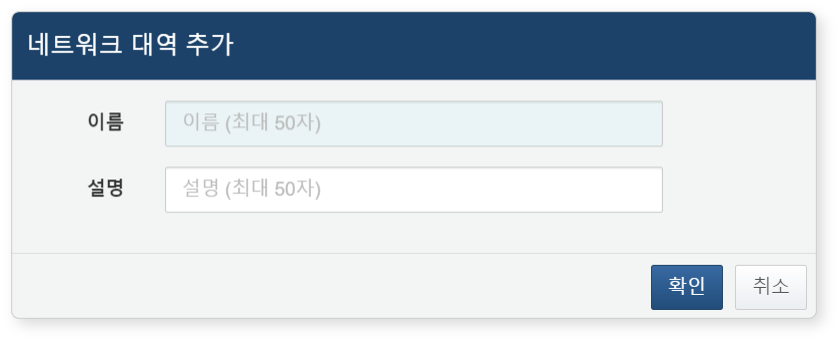 네트워크 대역 추가
이름 이름 (최대 50자)
설명 설명 (최대 50자)
확인 취소